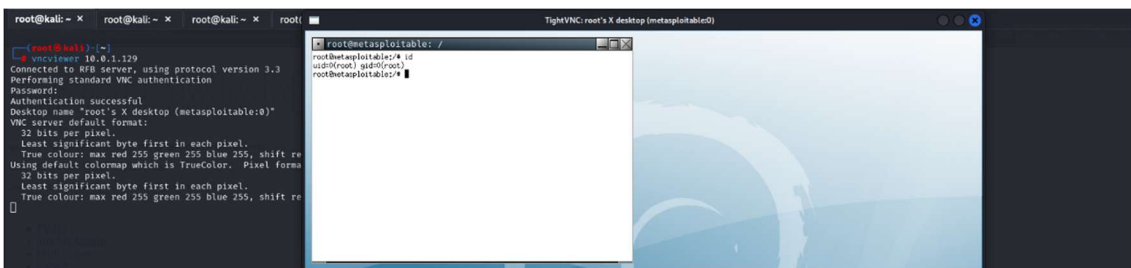 root@kali: ~ × root@kali: ~ × root@kali: ~ × root(
TightVNC: root's X desktop (metasploitable:0)
(root㉿kali)-[~]
# vncviewer 10.0.1.129
Connected to RFB server, using protocol version 3.3
Performing standard VNC authentication
Password:
Authentication successful
Desktop name "root's X desktop (metasploitable:0)"
VNC server default format:
32 bits per pixel.
Least significant byte first in each pixel.
True colour: max red 255 green 255 blue 255, shift re
Using default colormap which is TrueColor. Pixel forma
32 bits per pixel.
Least significant byte first in each pixel.
True colour: max red 255 green 255 blue 255, shift re
root@metasploitable: /
root@metasploitable:/# id
uid=0(root) gid=0(root)
root@metasploitable:/#